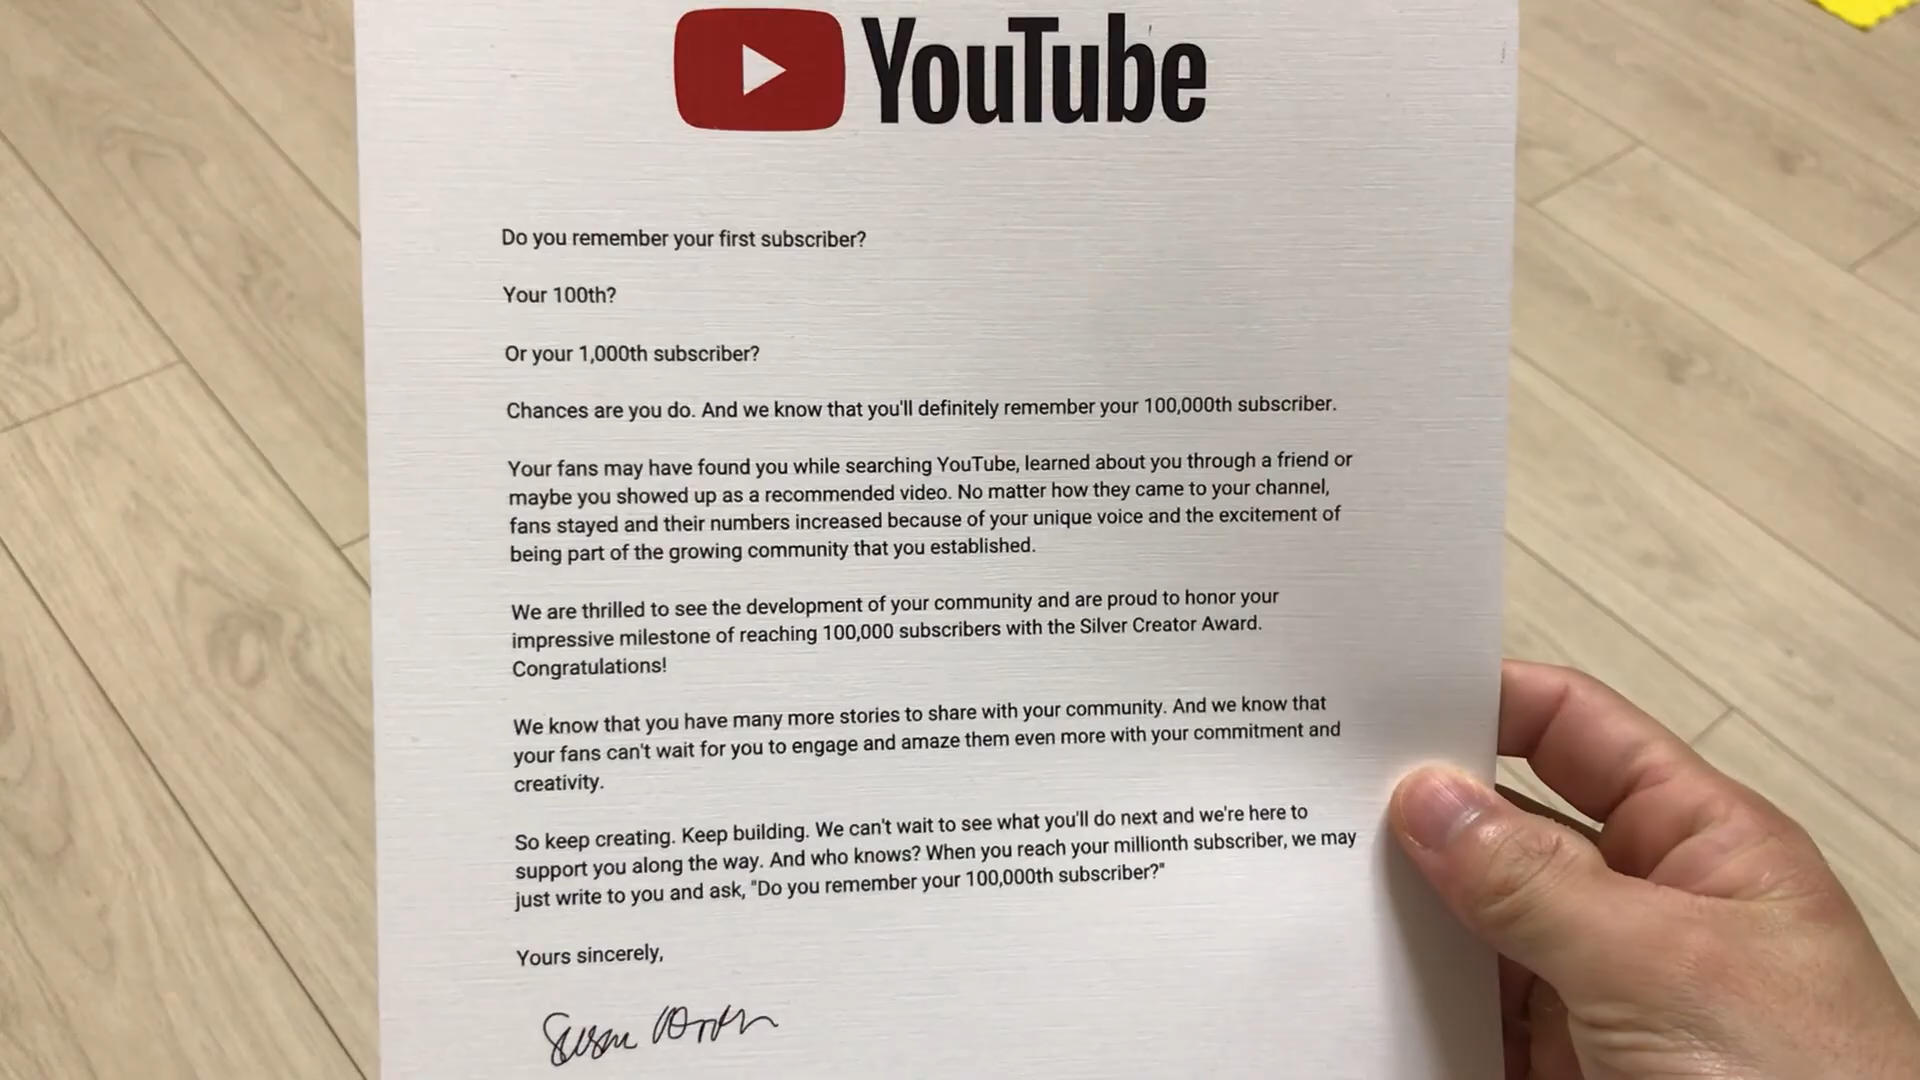 YouTube
Do you remember your first subscriber?
Your 100th?
Or your 1,000th subscriber?
Chances are you do. And we know that you'll definitely remember your 100,000th subscriber.
Your fans may have found you while searching YouTube, learned about you through a friend or
maybe you showed up as a recommended video. No matter how they came to your channel,
fans stayed and their numbers increased because of your unique voice and the excitement of
being part of the growing community that you established.
We are thrilled to see the development of your community and are proud to honor your
impressive milestone of reaching 100,000 subscribers with the Silver Creator Award.
Congratulations!
We know that you have many more stories to share with your community. And we know that
your fans can't wait for you to engage and amaze them even more with your commitment and
creativity.
So keep creating. Keep building. We can't wait to see what you'll do next and we're here to
support you along the way. And who knows? When you reach your millionth subscriber, we may
just write to you and ask, "Do you remember your 100,000th subscriber?"
Yours sincerely,
Susan